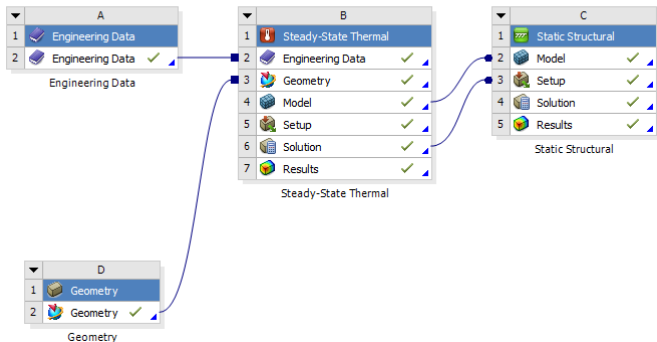 A
1 Engineering Data
2 Engineering Data
Engineering Data
B
1 Steady-State Thermal
2 Engineering Data
3 Geometry
4 Model
5 Setup
6 Solution
7 Results
Steady-State Thermal
C
1 Static Structural
2 Model
3 Setup
4 Solution
5 Results
Static Structural
D
1 Geometry
2 Geometry
Geometry